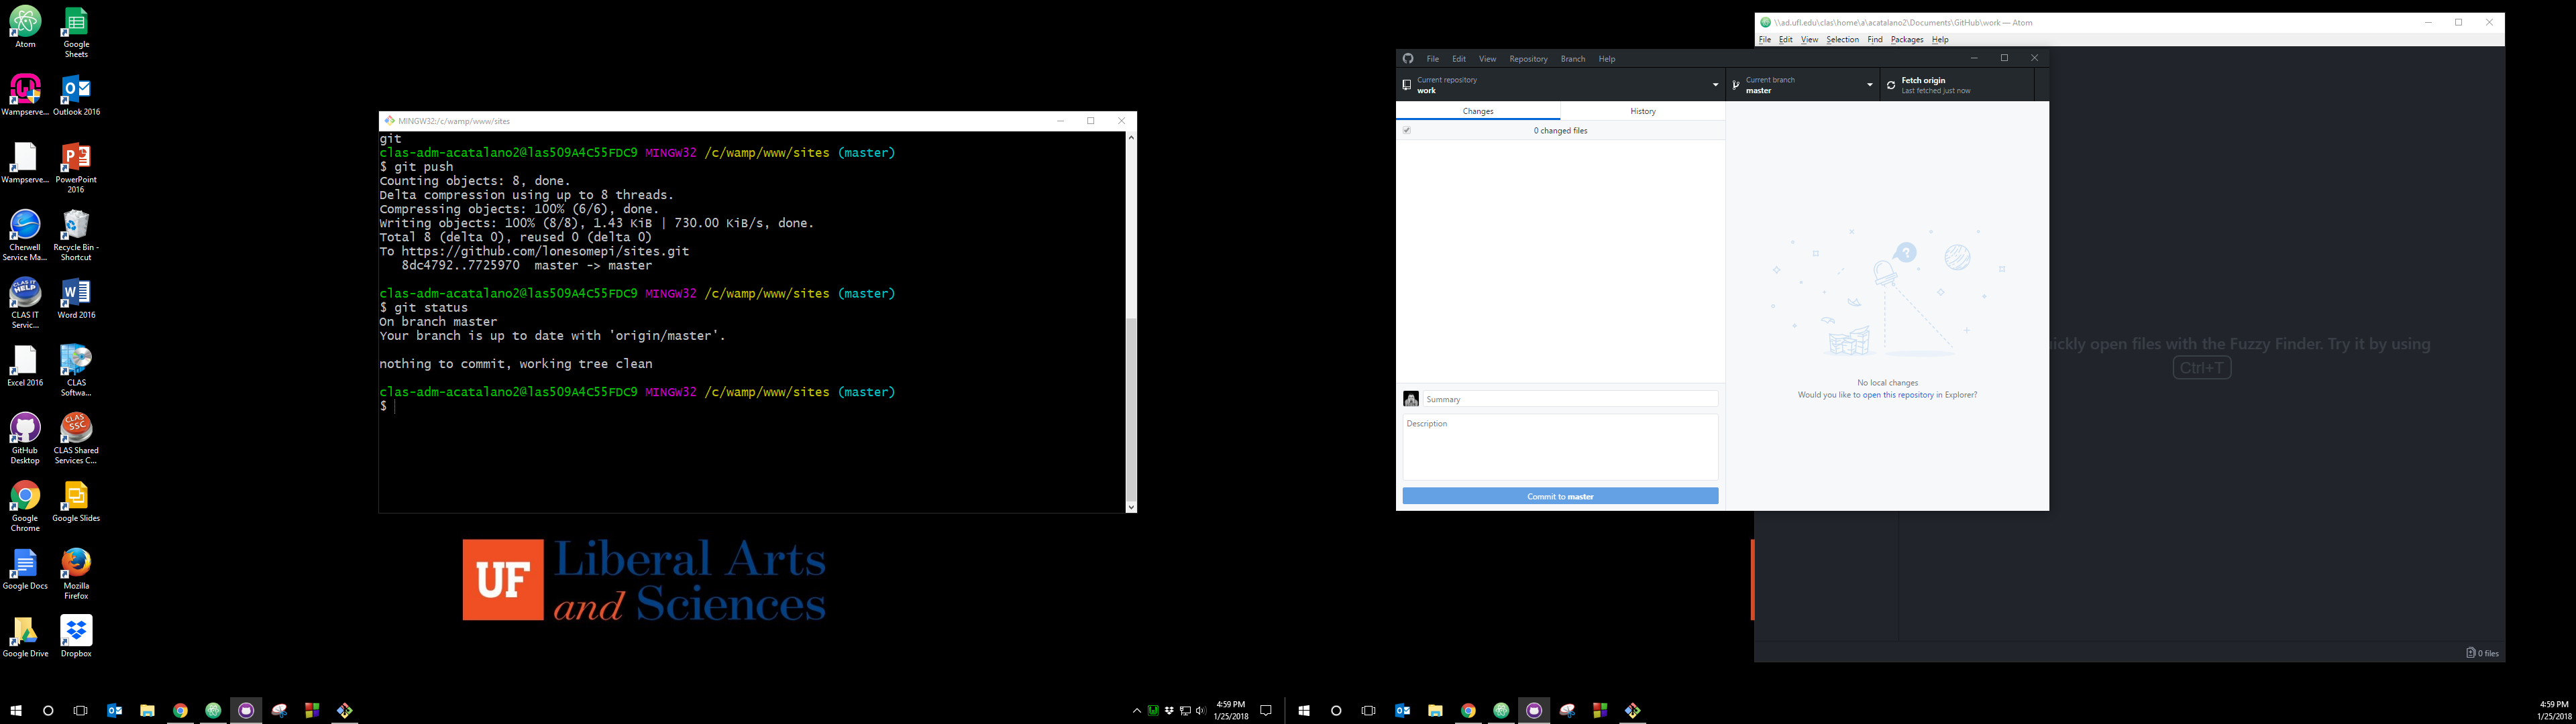 Atom
Google
Sheets
Wampserve...
Outlook 2016
Wampserve...
PowerPoint
2016
Cherwell
Service Ma...
Recycle Bin -
Shortcut
CLAS IT
Servic...
Word 2016
Excel 2016
CLAS
Softwa...
GitHub
Desktop
CLAS Shared
Services C...
Google
Chrome
Google Slides
Google Docs
Mozilla
Firefox
Google Drive
Dropbox
MINGW32:/c/wamp/www/sites
git
clas-adm-acatalano2@las509A4C55FDC9 MINGW32 /c/wamp/www/sites (master)
$ git push
Counting objects: 8, done.
Delta compression using up to 8 threads.
Compressing objects: 100% (6/6), done.
Writing objects: 100% (8/8), 1.43 KiB | 730.00 KiB/s, done.
Total 8 (delta 0), reused 0 (delta 0)
To https://github.com/lonesomepi/sites.git
8dc4792..7725970 master -> master
clas-adm-acatalano2@las509A4C55FDC9 MINGW32 /c/wamp/www/sites (master)
$ git status
On branch master
Your branch is up to date with 'origin/master'.
nothing to commit, working tree clean
clas-adm-acatalano2@las509A4C55FDC9 MINGW32 /c/wamp/www/sites (master)
$
UF Liberal Arts
and Sciences
4:59 PM
1/25/2018
\\ad.ufl.edu\clas\home\a\acatalano2\Documents\GitHub\work — Atom
File Edit View Selection Find Packages Help
File Edit View Repository Branch Help
Current repository
work
Current branch
master
Fetch origin
Last fetched just now
Changes
History
0 changed files
Summary
Description
Commit to master
No local changes
Would you like to open this repository in Explorer?
ickly open files with the Fuzzy Finder. Try it by using
Ctrl+T
0 files
4:59 PM
1/25/2018